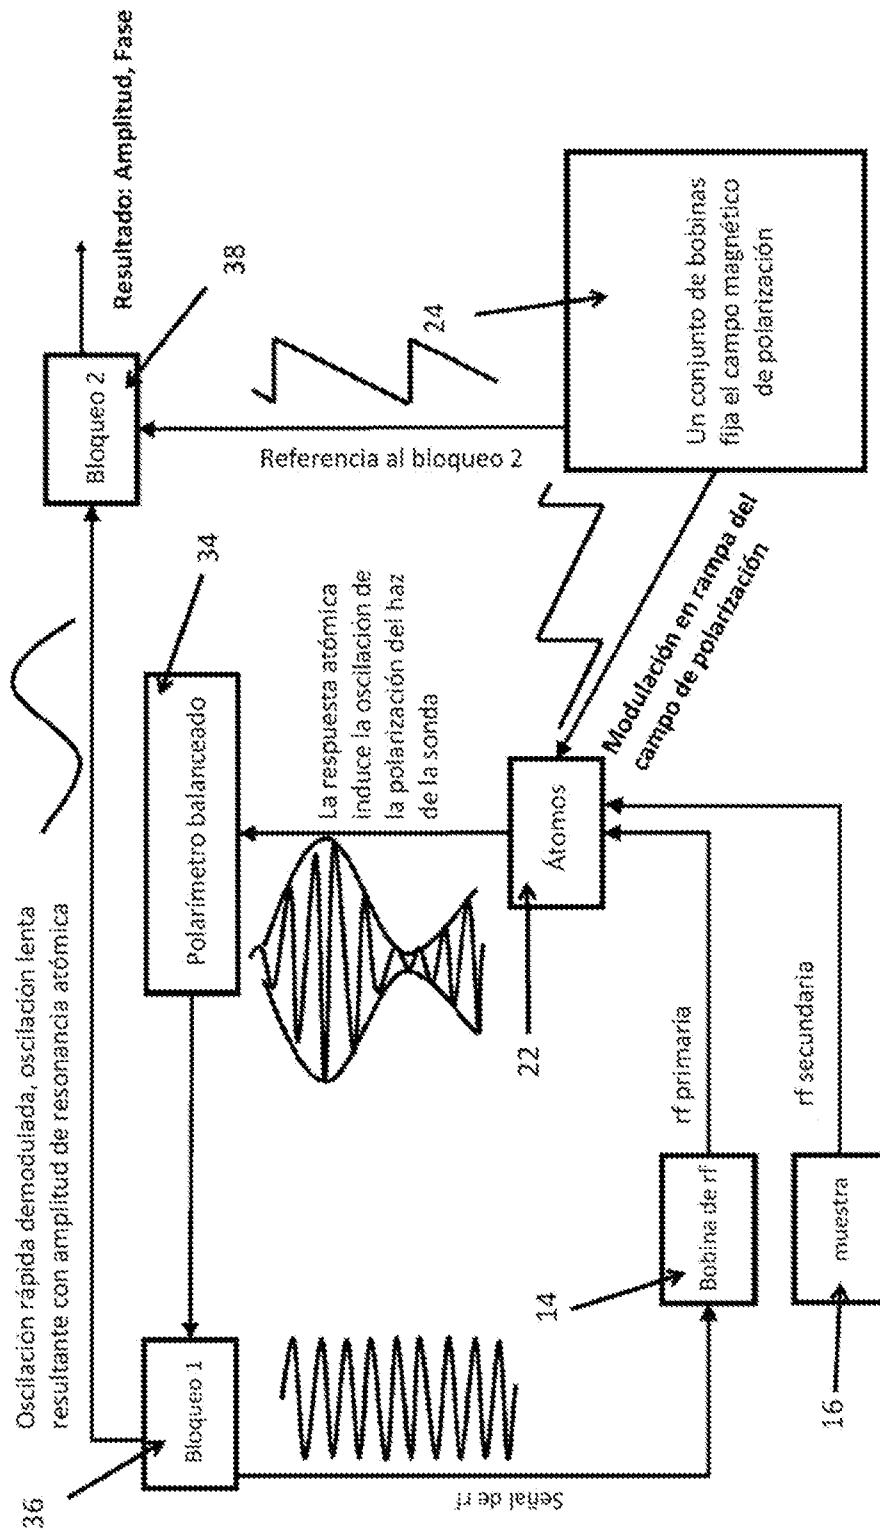 Oscilación rápida demodulada, oscilación lenta
resultante con amplitud de resonancia atómica
36
Bloqueo 1
Señal de rf
Polarímetro balanceado
34
Bloqueo 2
38
Resultado: Amplitud, Fase
La respuesta atómica
induce la oscilación de
la polarización del haz
de la sonda
Referencia al bloqueo 2
24
Un conjunto de bobinas
fija el campo magnético
de polarización
Modulación en rampa del
campo de polarización
Átomos
22
14
Bobina de rf
rf primaria
16
muestra
rf secundaria